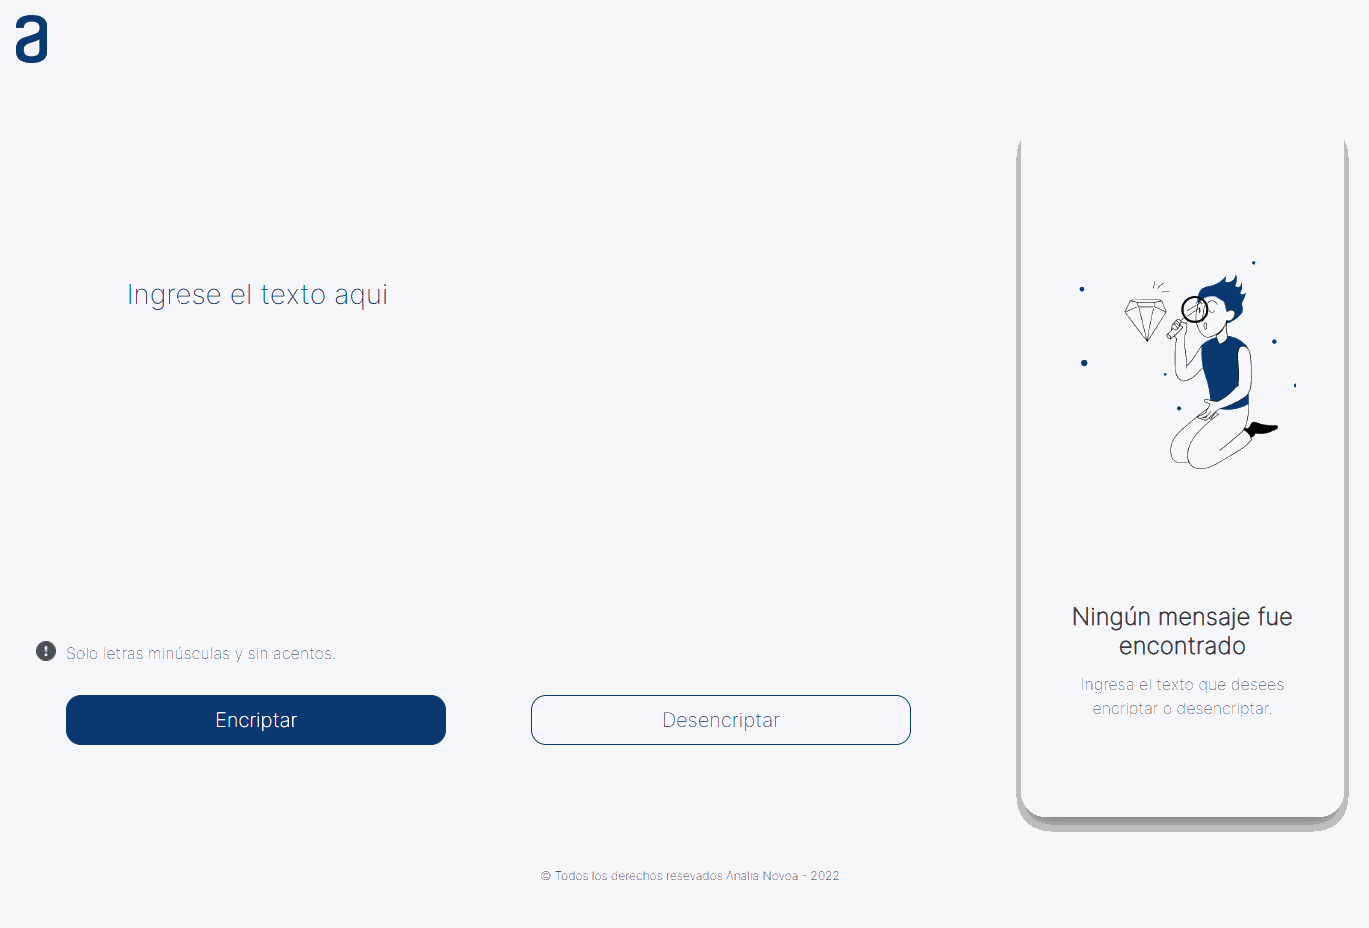 a
Ingrese el texto aqui
Solo letras minúsculas y sin acentos.
Encriptar
Desencriptar
Ningún mensaje fue
encontrado
Ingresa el texto que desees
encriptar o desencriptar.
© Todos los derechos resevados Analia Novoa - 2022